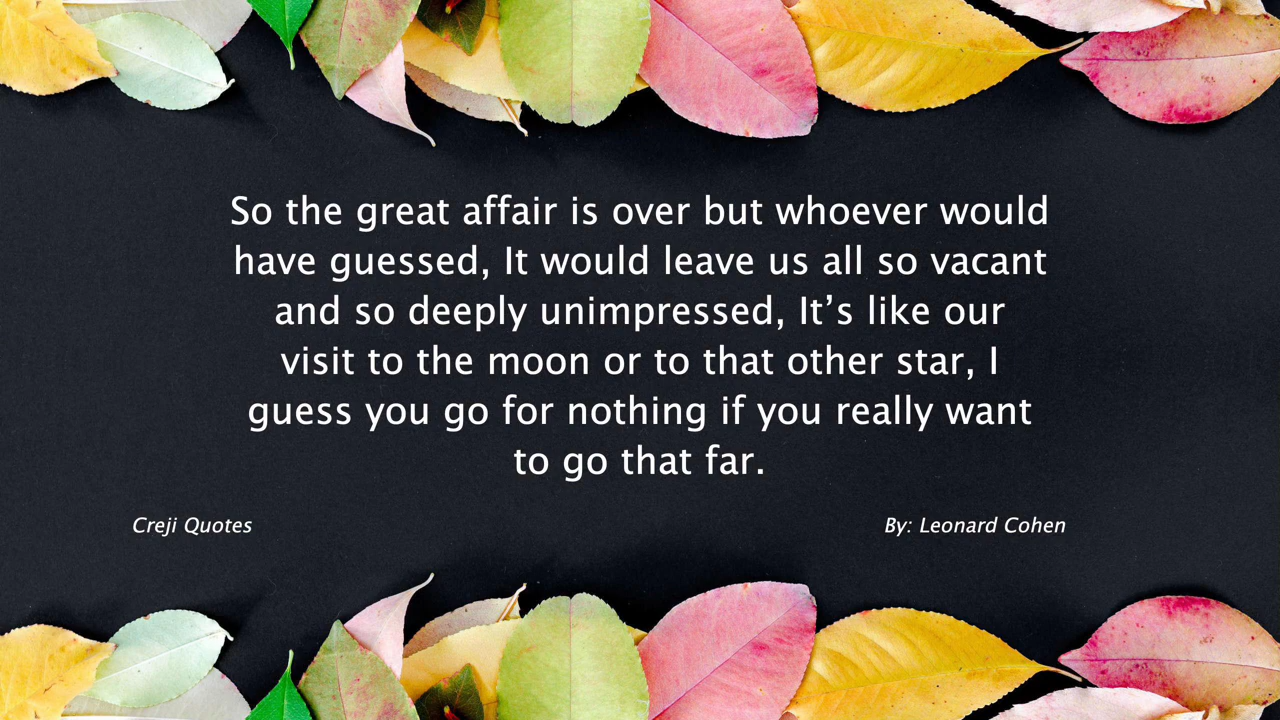 So the great affair is over but whoever would
have guessed, It would leave us all so vacant
and so deeply unimpressed, It’s like our
visit to the moon or to that other star, I
guess you go for nothing if you really want
to go that far.
Creji Quotes
By: Leonard Cohen